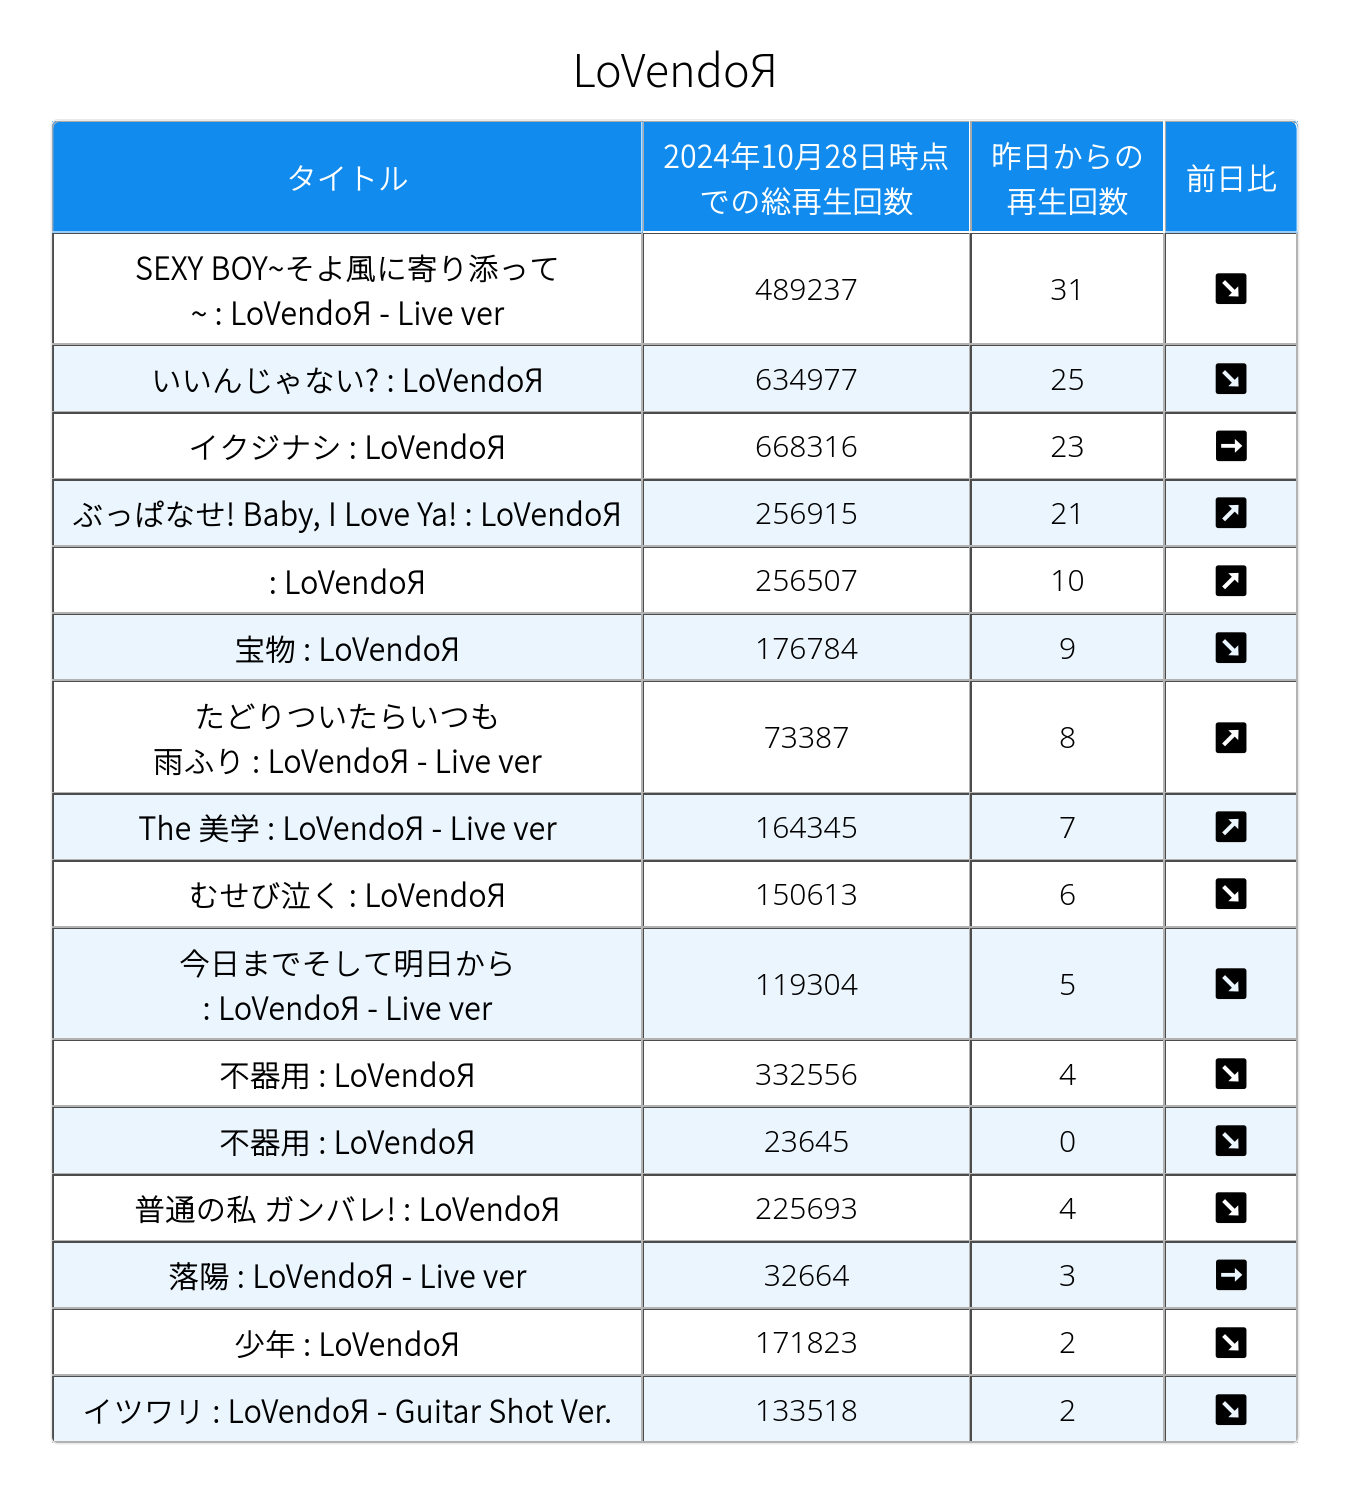 LoVendoЯ
タイトル
2024年10月28日時点
での総再生回数
昨日からの
再生回数
前日比
SEXY BOY~そよ風に寄り添って
~ : LoVendoЯ - Live ver
489237
31
↘
いいんじゃない? : LoVendoЯ
634977
25
↘
イクジナシ : LoVendoЯ
668316
23
→
ぶっぱなせ! Baby, I Love Ya! : LoVendoЯ
256915
21
↗
: LoVendoЯ
256507
10
↗
宝物 : LoVendoЯ
176784
9
↘
たどりついたらいつも
雨ふり : LoVendoЯ - Live ver
73387
8
↗
The 美学 : LoVendoЯ - Live ver
164345
7
↗
むせび泣く : LoVendoЯ
150613
6
↘
今日までそして明日から
: LoVendoЯ - Live ver
119304
5
↘
不器用 : LoVendoЯ
332556
4
↘
不器用 : LoVendoЯ
23645
0
↘
普通の私 ガンバレ! : LoVendoЯ
225693
4
↘
落陽 : LoVendoЯ - Live ver
32664
3
→
少年 : LoVendoЯ
171823
2
↘
イツワリ : LoVendoЯ - Guitar Shot Ver.
133518
2
↘